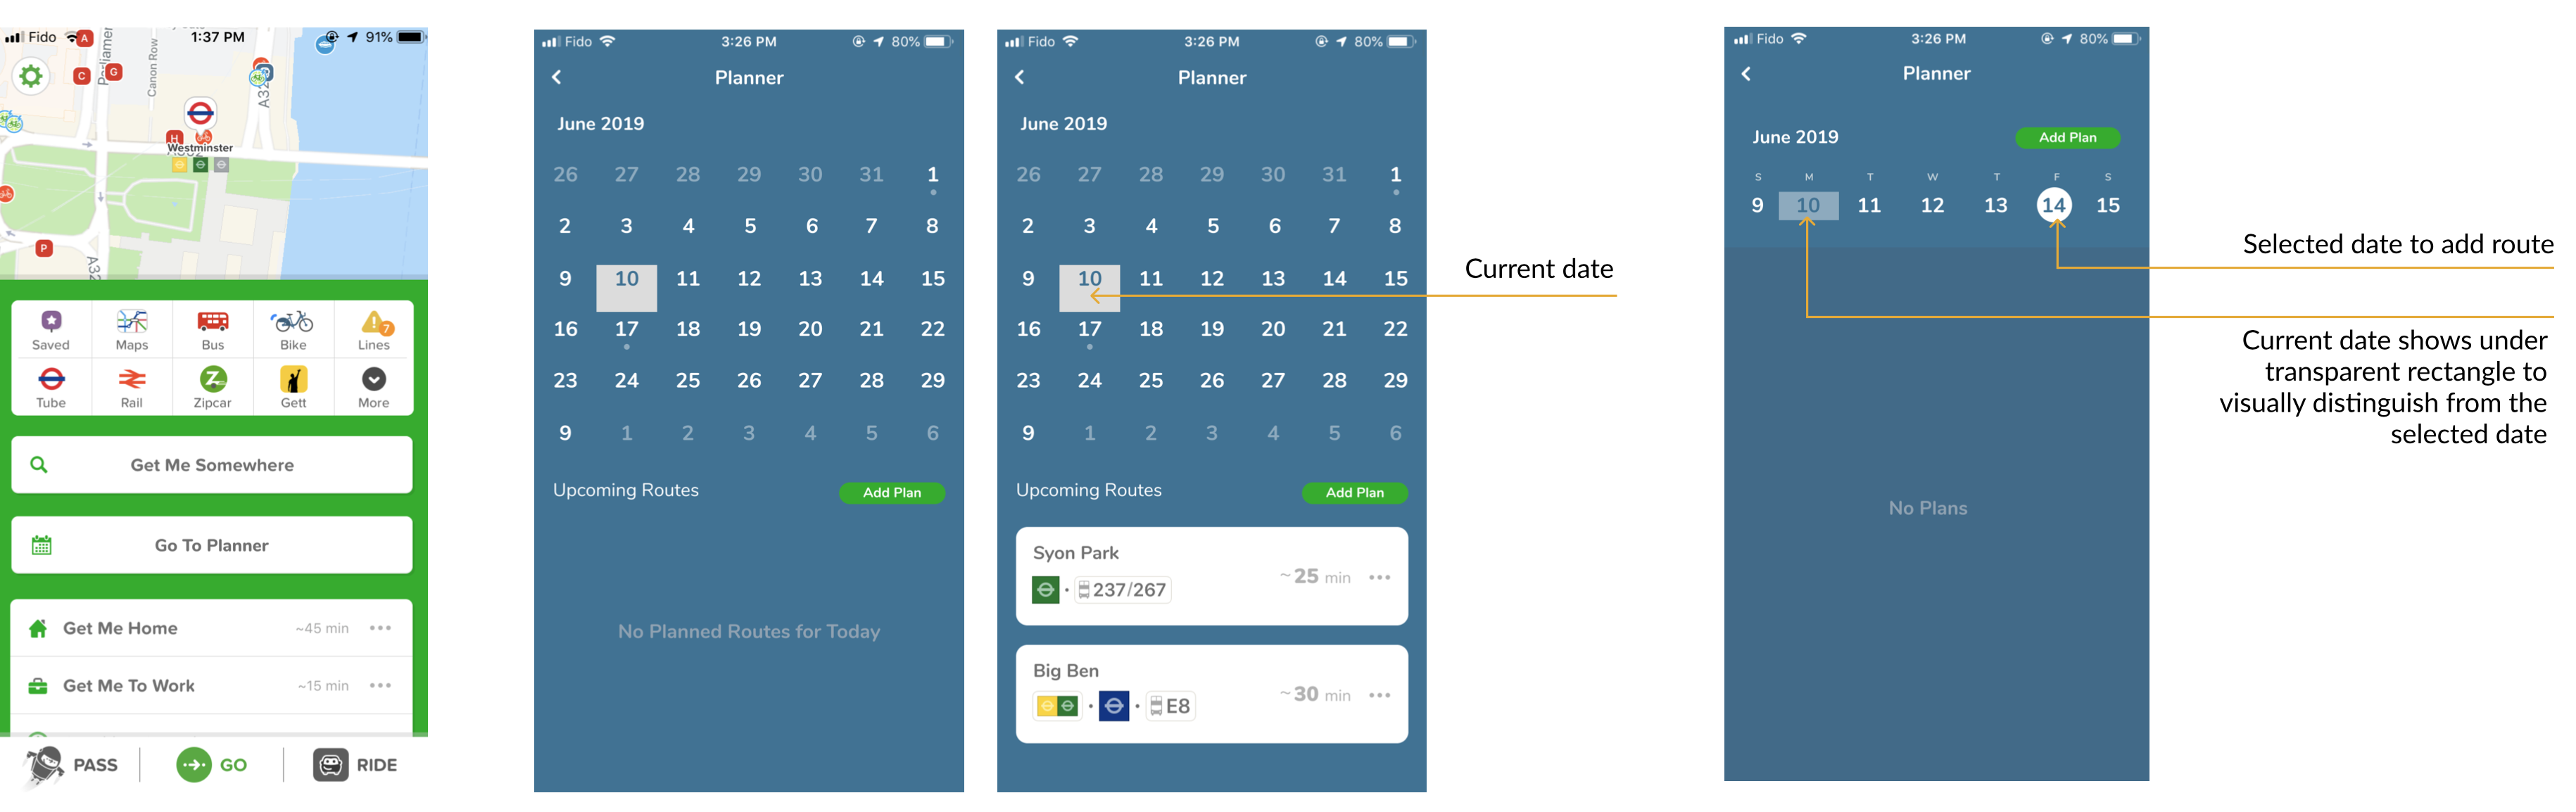 Fido
1:37 PM
91%
A
C
G
Parliamen
Canon Row
A32
H
Westminster
A302
P
A32
Saved
Maps
Bus
Bike
7
Lines
Tube
Rail
Z
Zipcar
Gett
More
Get Me Somewhere
Go To Planner
Get Me Home
~45 min
Get Me To Work
~15 min
PASS
GO
RIDE
Fido
3:26 PM
80%
Planner
June 2019
26 27 28 29 30 31 1
2 3 4 5 6 7 8
9 10 11 12 13 14 15
16 17 18 19 20 21 22
23 24 25 26 27 28 29
9 1 2 3 4 5 6
Upcoming Routes
Add Plan
No Planned Routes for Today
Fido
3:26 PM
80%
Planner
June 2019
26 27 28 29 30 31 1
2 3 4 5 6 7 8
9 10 11 12 13 14 15
16 17 18 19 20 21 22
23 24 25 26 27 28 29
9 1 2 3 4 5 6
Upcoming Routes
Add Plan
Syon Park
237/267
~25 min
Big Ben
E8
~30 min
Current date
Fido
3:26 PM
80%
Planner
June 2019
Add Plan
S M T W T F S
9 10 11 12 13 14 15
No Plans
Selected date to add route
Current date shows under
transparent rectangle to
visually distinguish from the
selected date